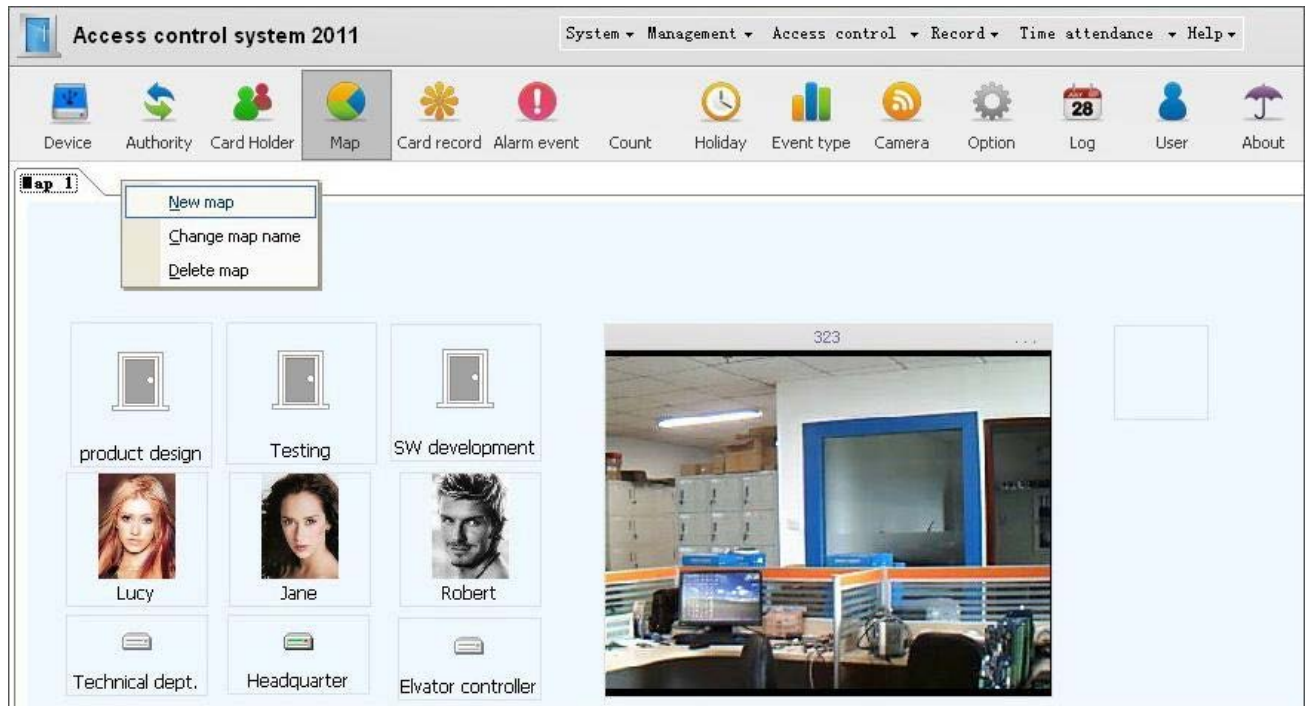 Access control system 2011
System Management Access control Record Time attendance Help
Device Authority Card Holder Map Card record Alarm event Count Holiday Event type Camera Option Log User About
JULY
28
Map 1
New map
Change map name
Delete map
323 ...
product design Testing SW development
Lucy Jane Robert
Technical dept. Headquarter Elvator controller